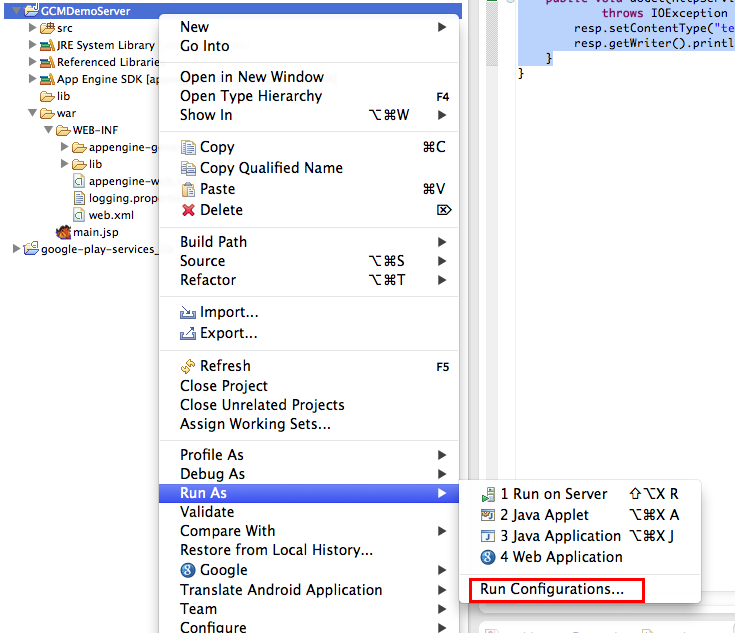 GCMDemoServer
src
JRE System Library
Referenced Librarie
App Engine SDK [ap
lib
war
WEB-INF
appengine-g
lib
appengine-w
logging.prope
web.xml
main.jsp
google-play-services_
New
Go Into
Open in New Window
Open Type Hierarchy F4
Show In ⌥⌘W
Copy ⌘C
Copy Qualified Name
Paste ⌘V
Delete ⌦
Build Path
Source ⌥⌘S
Refactor ⌥⌘T
Import...
Export...
Refresh F5
Close Project
Close Unrelated Projects
Assign Working Sets...
Profile As
Debug As
Run As
Validate
Compare With
Restore from Local History...
Google
Translate Android Application
Team
Configure
throws IOException
resp.setContentType("te
resp.getWriter().printl
}
}
1 Run on Server ⇧⌥X R
2 Java Applet ⌥⌘X A
3 Java Application ⌥⌘X J
4 Web Application
Run Configurations...